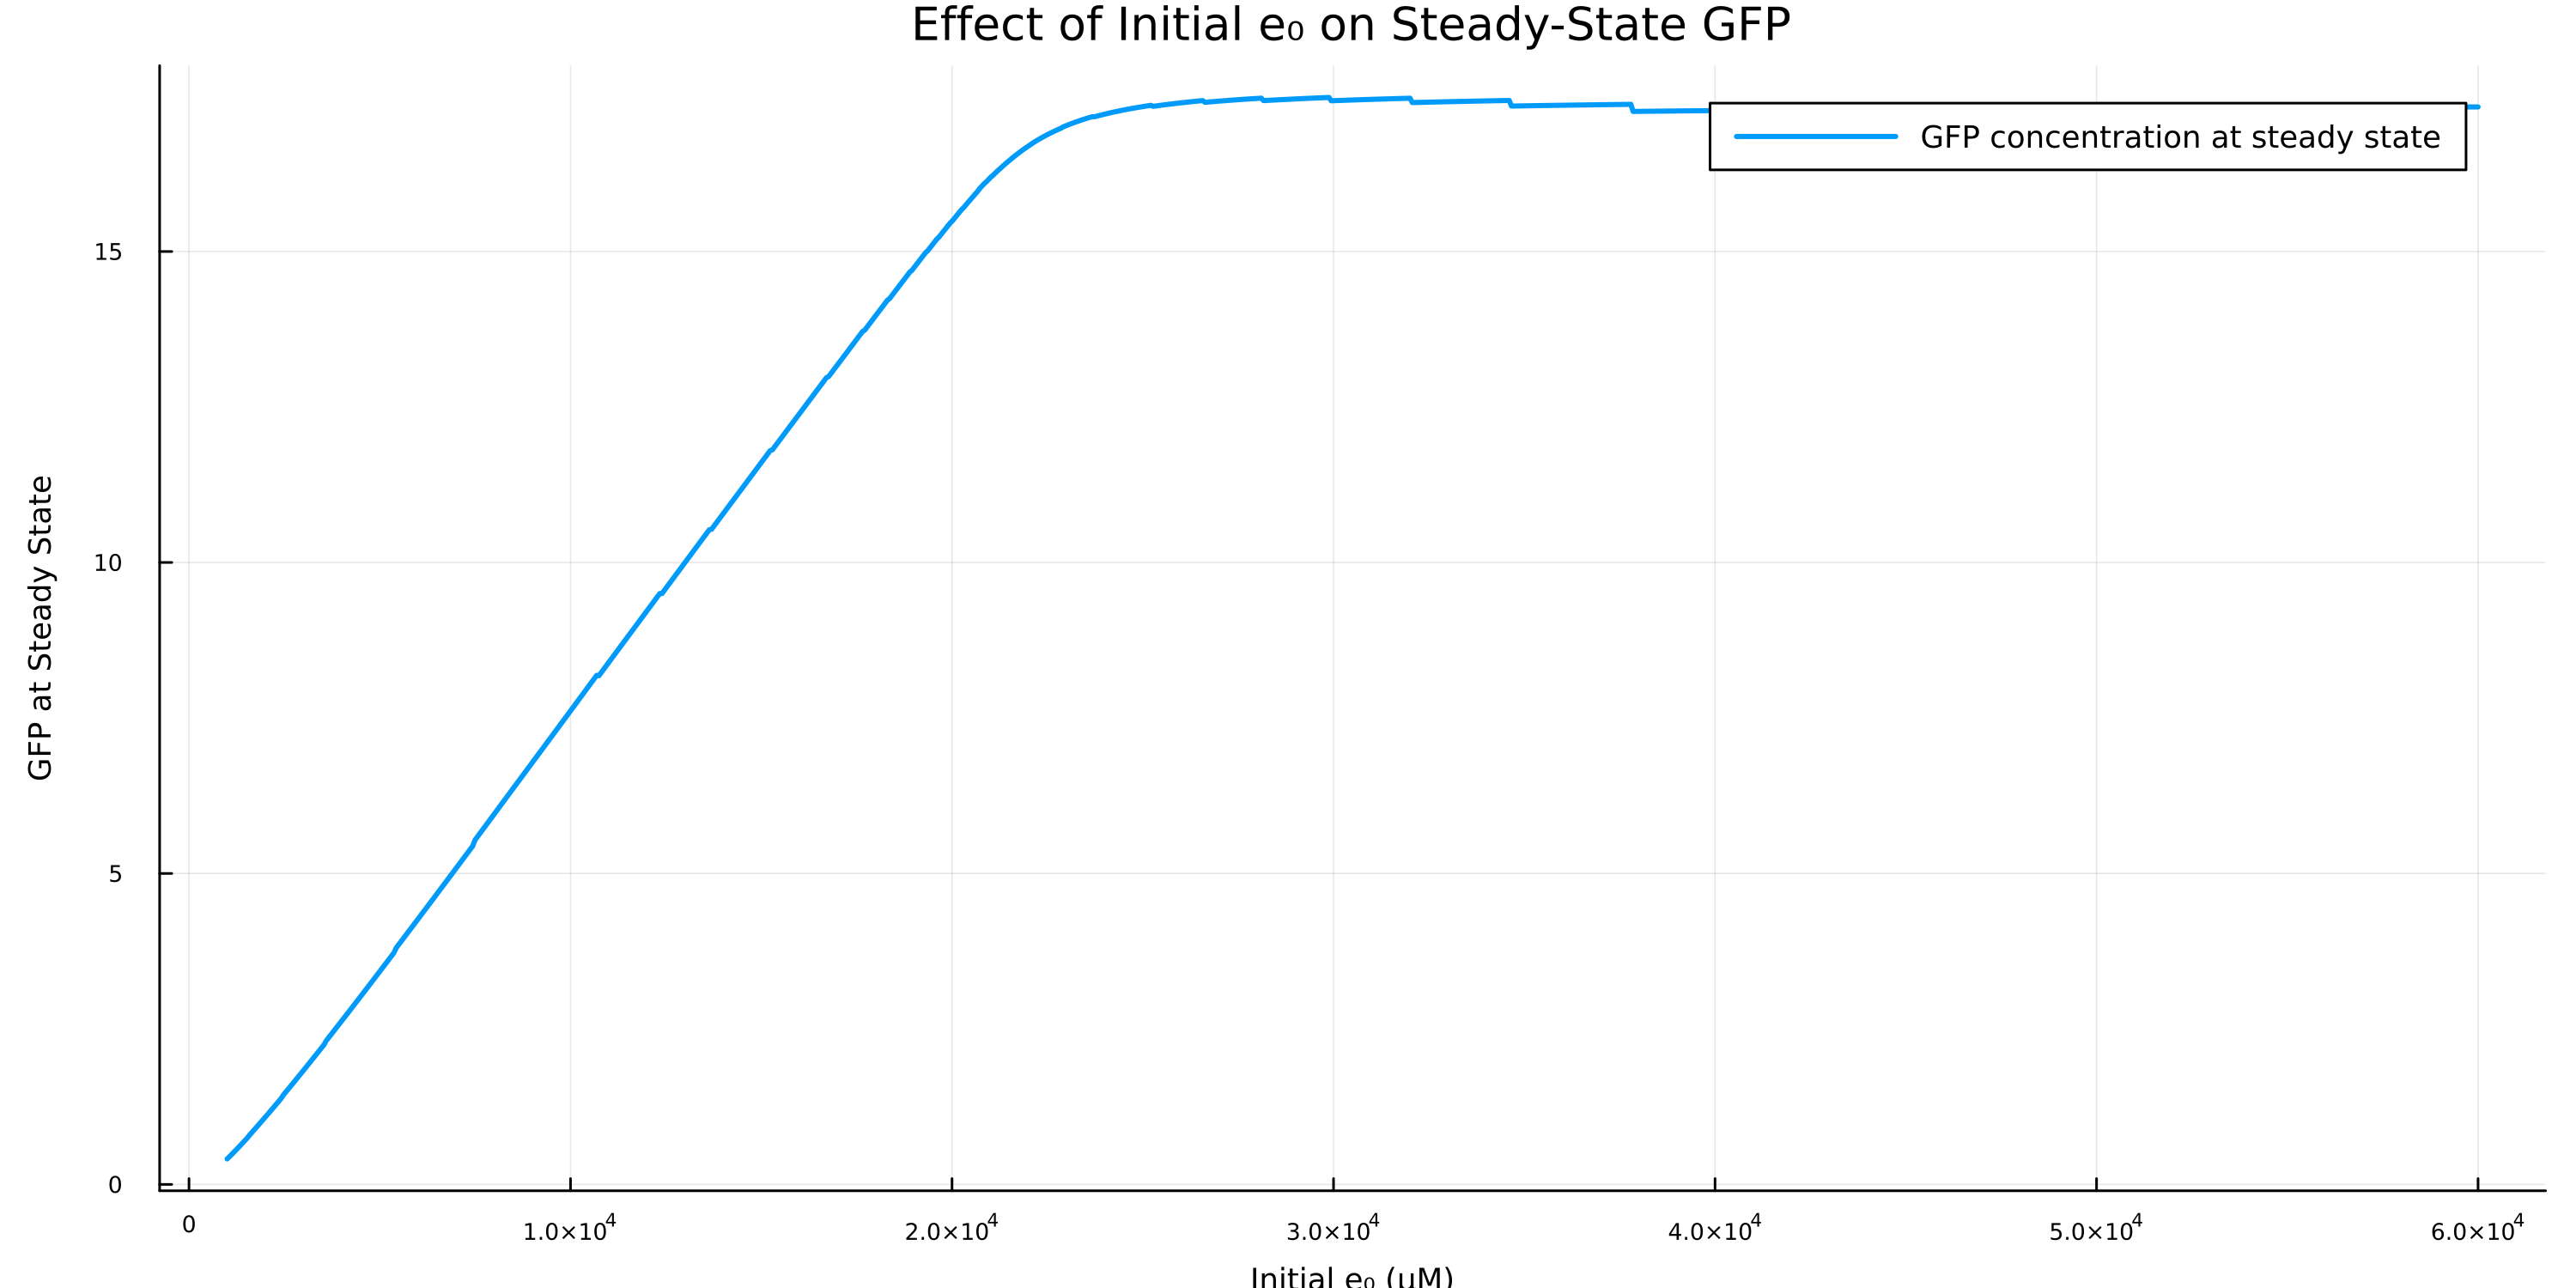 Effect of Initial e₀ on Steady-State GFP
GFP concentration at steady state
GFP at Steady State
15
10
5
0
0
1.0×10⁴
2.0×10⁴
3.0×10⁴
4.0×10⁴
5.0×10⁴
6.0×10⁴
Initial e₀ (μM)